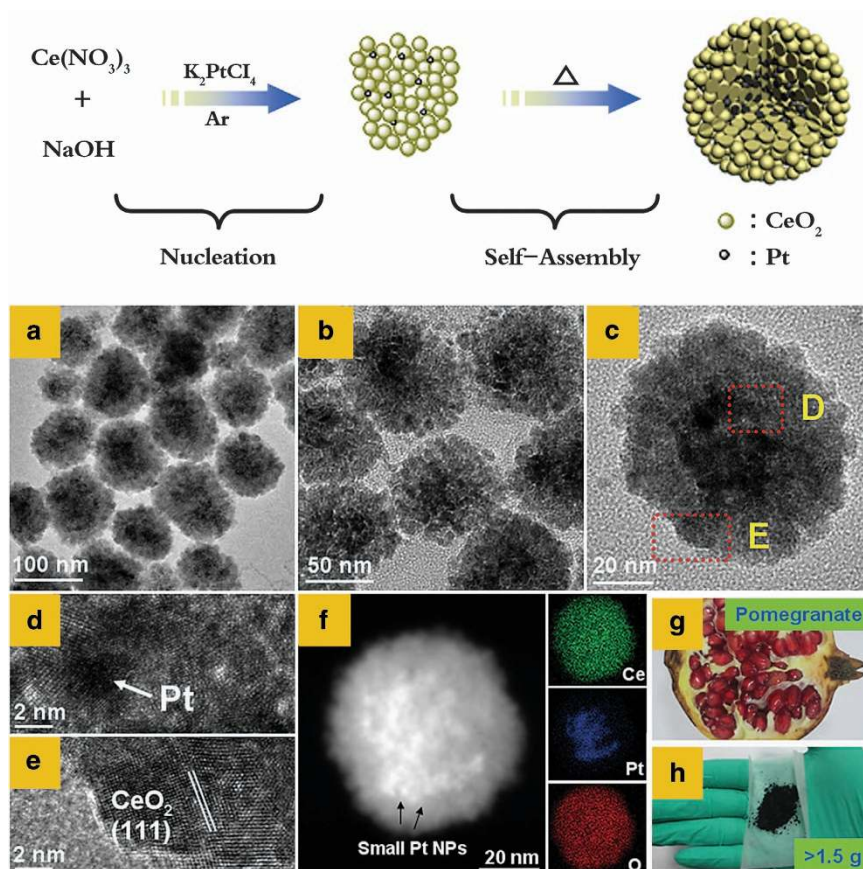 Ce(NO₃)₃
+
NaOH
K₂PtCl₄
Ar
△
Nucleation
Self-Assembly
: CeO₂
: Pt
a
100 nm
b
50 nm
c
D
E
20 nm
d
Pt
2 nm
e
CeO₂
(111)
2 nm
f
Small Pt NPs
20 nm
Ce
Pt
O
g
Pomegranate
h
>1.5 g